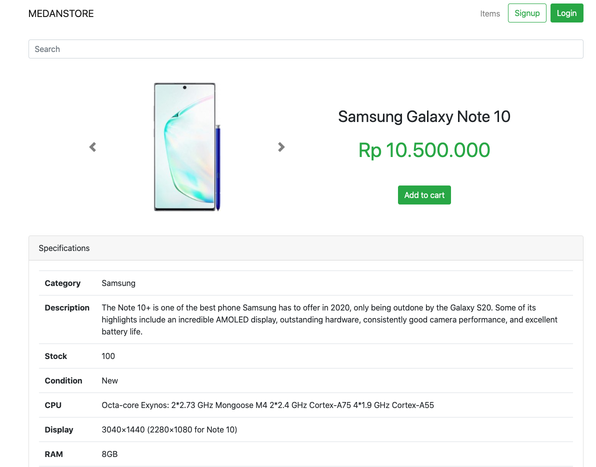 MEDANSTORE
Items
Signup
Login
Search
Samsung Galaxy Note 10
Rp 10.500.000
Add to cart
Specifications
Category Samsung
Description The Note 10+ is one of the best phone Samsung has to offer in 2020, only being outdone by the Galaxy S20. Some of its
highlights include an incredible AMOLED display, outstanding hardware, consistently good camera performance, and excellent
battery life.
Stock 100
Condition New
CPU Octa-core Exynos: 2*2.73 GHz Mongoose M4 2*2.4 GHz Cortex-A75 4*1.9 GHz Cortex-A55
Display 3040×1440 (2280×1080 for Note 10)
RAM 8GB